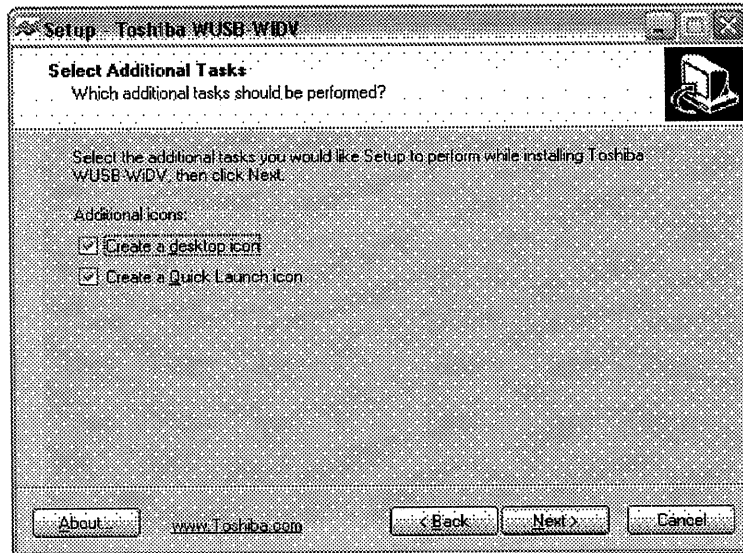 Setup - Toshiba WUSB-WiDV
Select Additional Tasks
Which additional tasks should be performed?
Select the additional tasks you would like Setup to perform while installing Toshiba
WUSB-WiDV, then click Next.
Additional icons:
Create a desktop icon
Create a Quick Launch icon
About...
www.Toshiba.com
< Back
Next >
Cancel